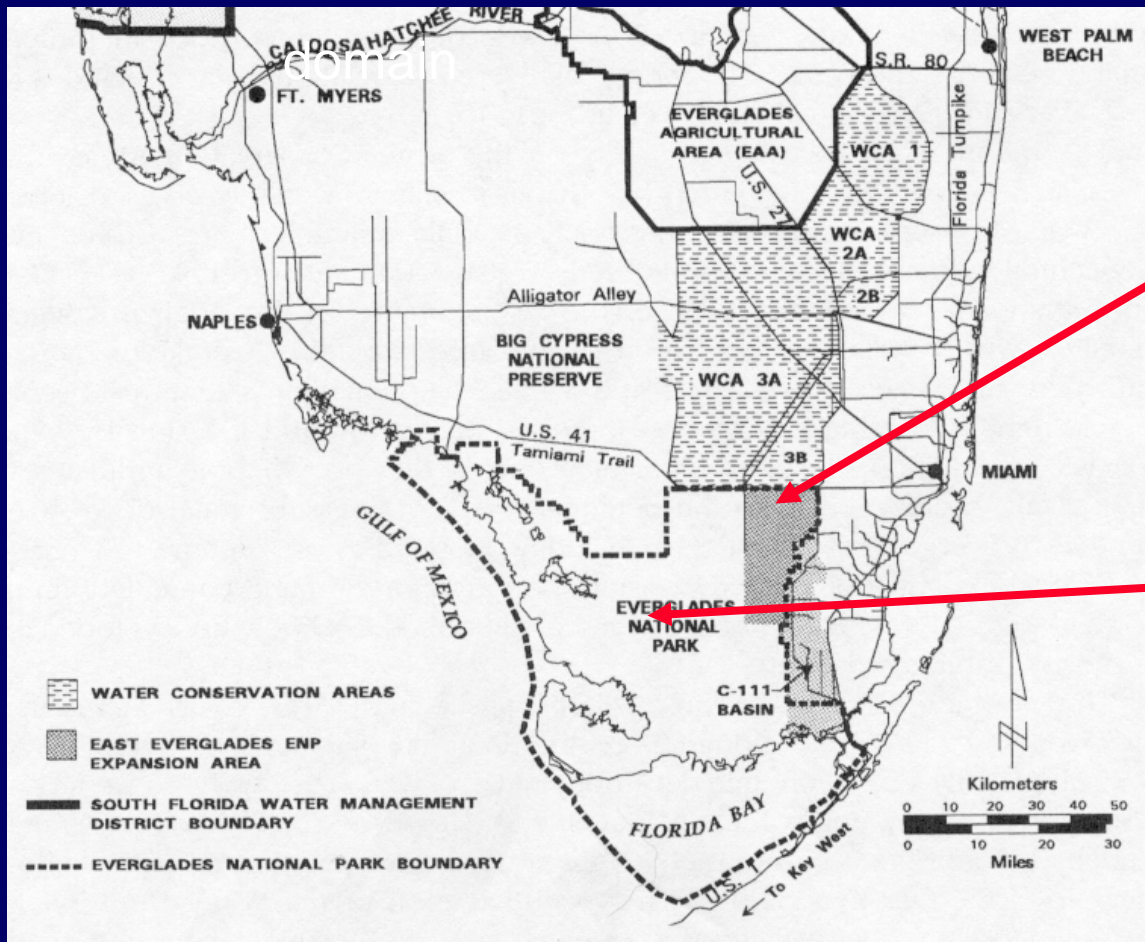 CALOOSAHATCHEE RIVER
domain
FT. MYERS
WEST PALM
BEACH
S.R. 80
EVERGLADES
AGRICULTURAL
AREA (EAA)
WCA 1
Florida Turnpike
U.S. 27
WCA
2A
2B
Alligator Alley
NAPLES
BIG CYPRESS
NATIONAL
PRESERVE
WCA 3A
U.S. 41
Tamiami Trail
3B
MIAMI
GULF OF MEXICO
EVERGLADES
NATIONAL
PARK
C-111
BASIN
WATER CONSERVATION AREAS
EAST EVERGLADES ENP
EXPANSION AREA
SOUTH FLORIDA WATER MANAGEMENT
DISTRICT BOUNDARY
EVERGLADES NATIONAL PARK BOUNDARY
FLORIDA BAY
U.S. 1
To Key West
N
Kilometers
0 10 20 30 40 50
0 10 20 30
Miles